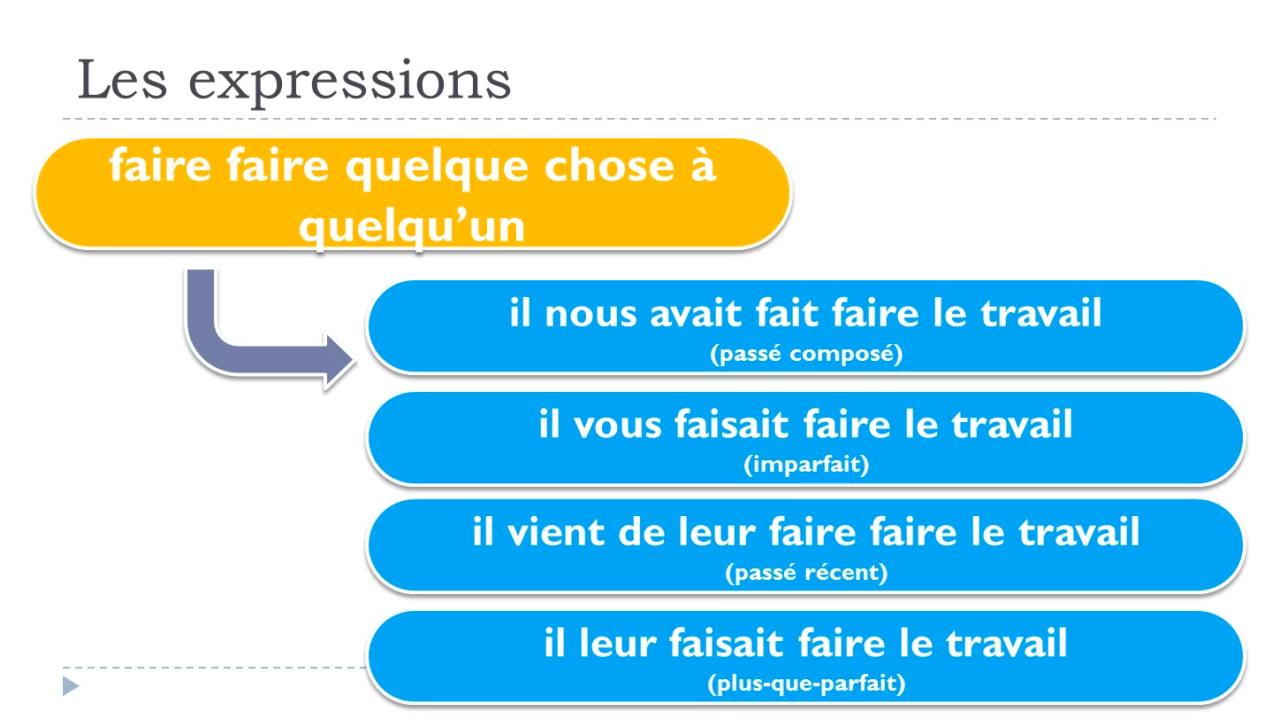 Les expressions
faire faire quelque chose à
quelqu’un
il nous avait fait faire le travail
(passé composé)
il vous faisait faire le travail
(imparfait)
il vient de leur faire faire le travail
(passé récent)
il leur faisait faire le travail
(plus-que-parfait)